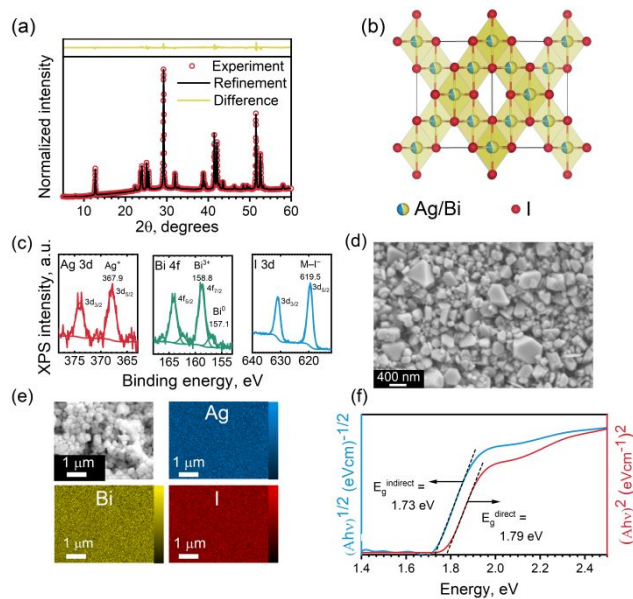 (a)
Experiment
Refinement
Difference
Normalized intensity
10 20 30 40 50 60
2θ, degrees
(b)
Ag/Bi I
(c)
XPS intensity, a.u.
Ag 3d Ag⁺
367.9
3d5/2
3d3/2
375 370 365
Bi 4f Bi³⁺
158.8
4f7/2
4f5/2
Bi⁰
157.1
165 160 155
I 3d M–I⁻
619.5
3d5/2
3d3/2
640 630 620
Binding energy, eV
(d)
400 nm
(e)
1 μm
Ag
1 μm
Bi
1 μm
I
1 μm
(f)
(Ahν)^1/2 (eVcm)^-1/2
(Ahν)^2 (eVcm^-1)^2
Eg^indirect =
1.73 eV
Eg^direct =
1.79 eV
1.4 1.6 1.8 2.0 2.2 2.4
Energy, eV